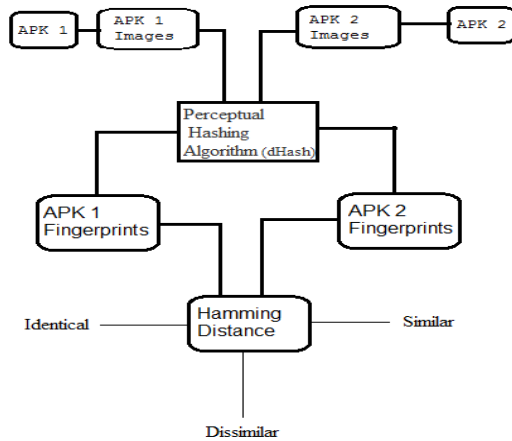 APK 1
APK 1
Images
APK 2
Images
APK 2
Perceptual
Hashing
Algorithm (dHash)
APK 1
Fingerprints
APK 2
Fingerprints
Hamming
Distance
Identical
Similar
Dissimilar